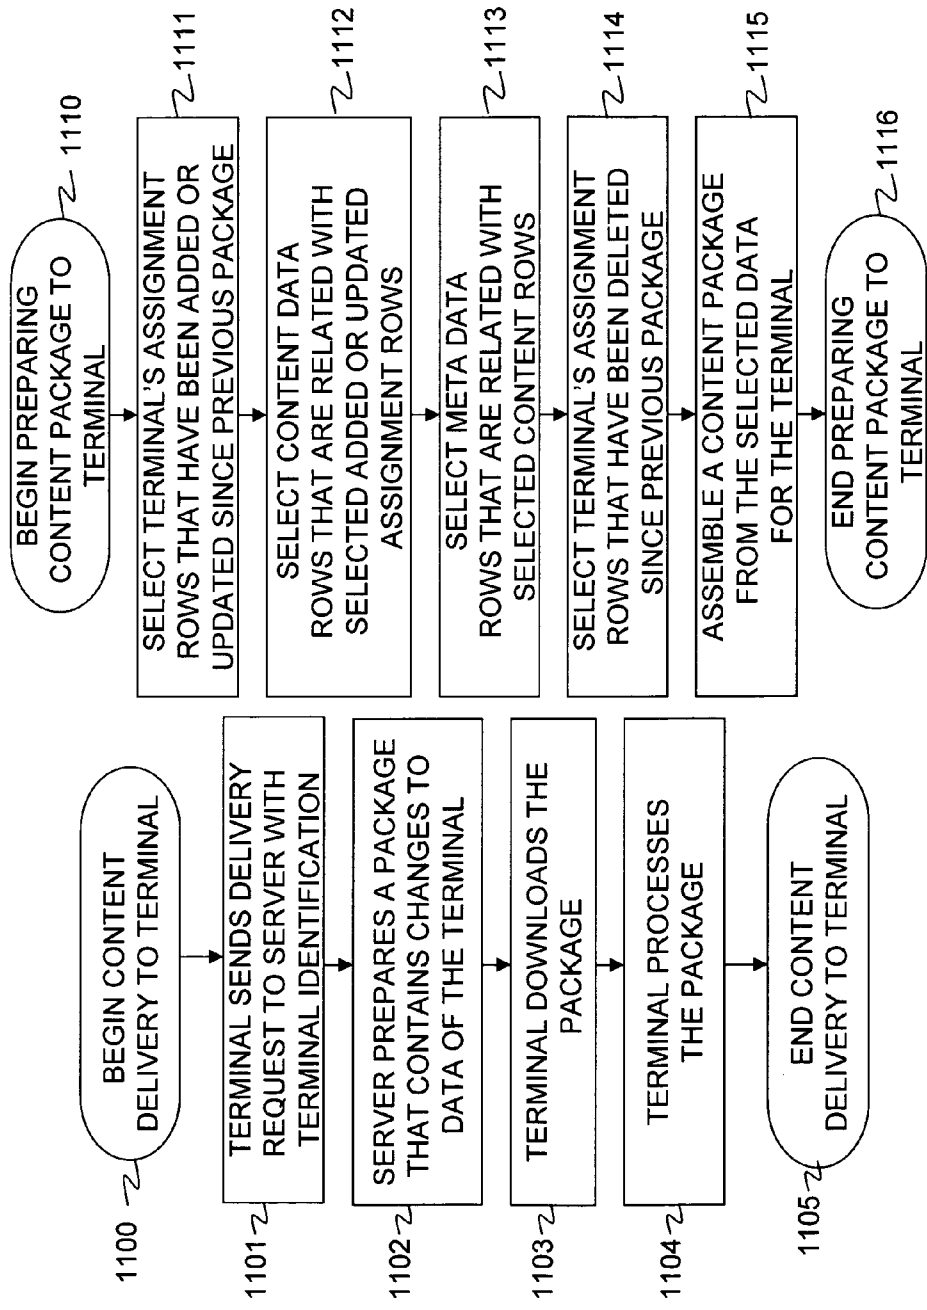 1100
BEGIN CONTENT
DELIVERY TO TERMINAL
1101
TERMINAL SENDS DELIVERY
REQUEST TO SERVER WITH
TERMINAL IDENTIFICATION
1102
SERVER PREPARES A PACKAGE
THAT CONTAINS CHANGES TO
DATA OF THE TERMINAL
1103
TERMINAL DOWNLOADS THE
PACKAGE
1104
TERMINAL PROCESSES
THE PACKAGE
1105
END CONTENT
DELIVERY TO TERMINAL
BEGIN PREPARING
CONTENT PACKAGE TO
TERMINAL
1110
SELECT TERMINAL'S ASSIGNMENT
ROWS THAT HAVE BEEN ADDED OR
UPDATED SINCE PREVIOUS PACKAGE
1111
SELECT CONTENT DATA
ROWS THAT ARE RELATED WITH
SELECTED ADDED OR UPDATED
ASSIGNMENT ROWS
1112
SELECT META DATA
ROWS THAT ARE RELATED WITH
SELECTED CONTENT ROWS
1113
SELECT TERMINAL'S ASSIGNMENT
ROWS THAT HAVE BEEN DELETED
SINCE PREVIOUS PACKAGE
1114
ASSEMBLE A CONTENT PACKAGE
FROM THE SELECTED DATA
FOR THE TERMINAL
1115
END PREPARING
CONTENT PACKAGE TO
TERMINAL
1116